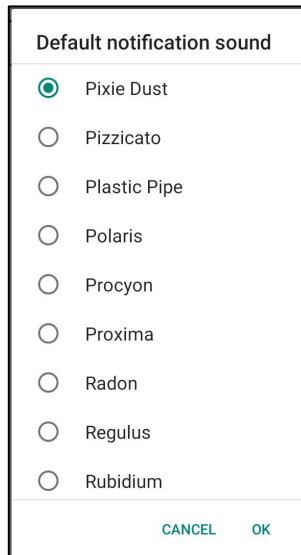 Default notification sound
Pixie Dust
Pizzicato
Plastic Pipe
Polaris
Procyon
Proxima
Radon
Regulus
Rubidium
CANCEL OK